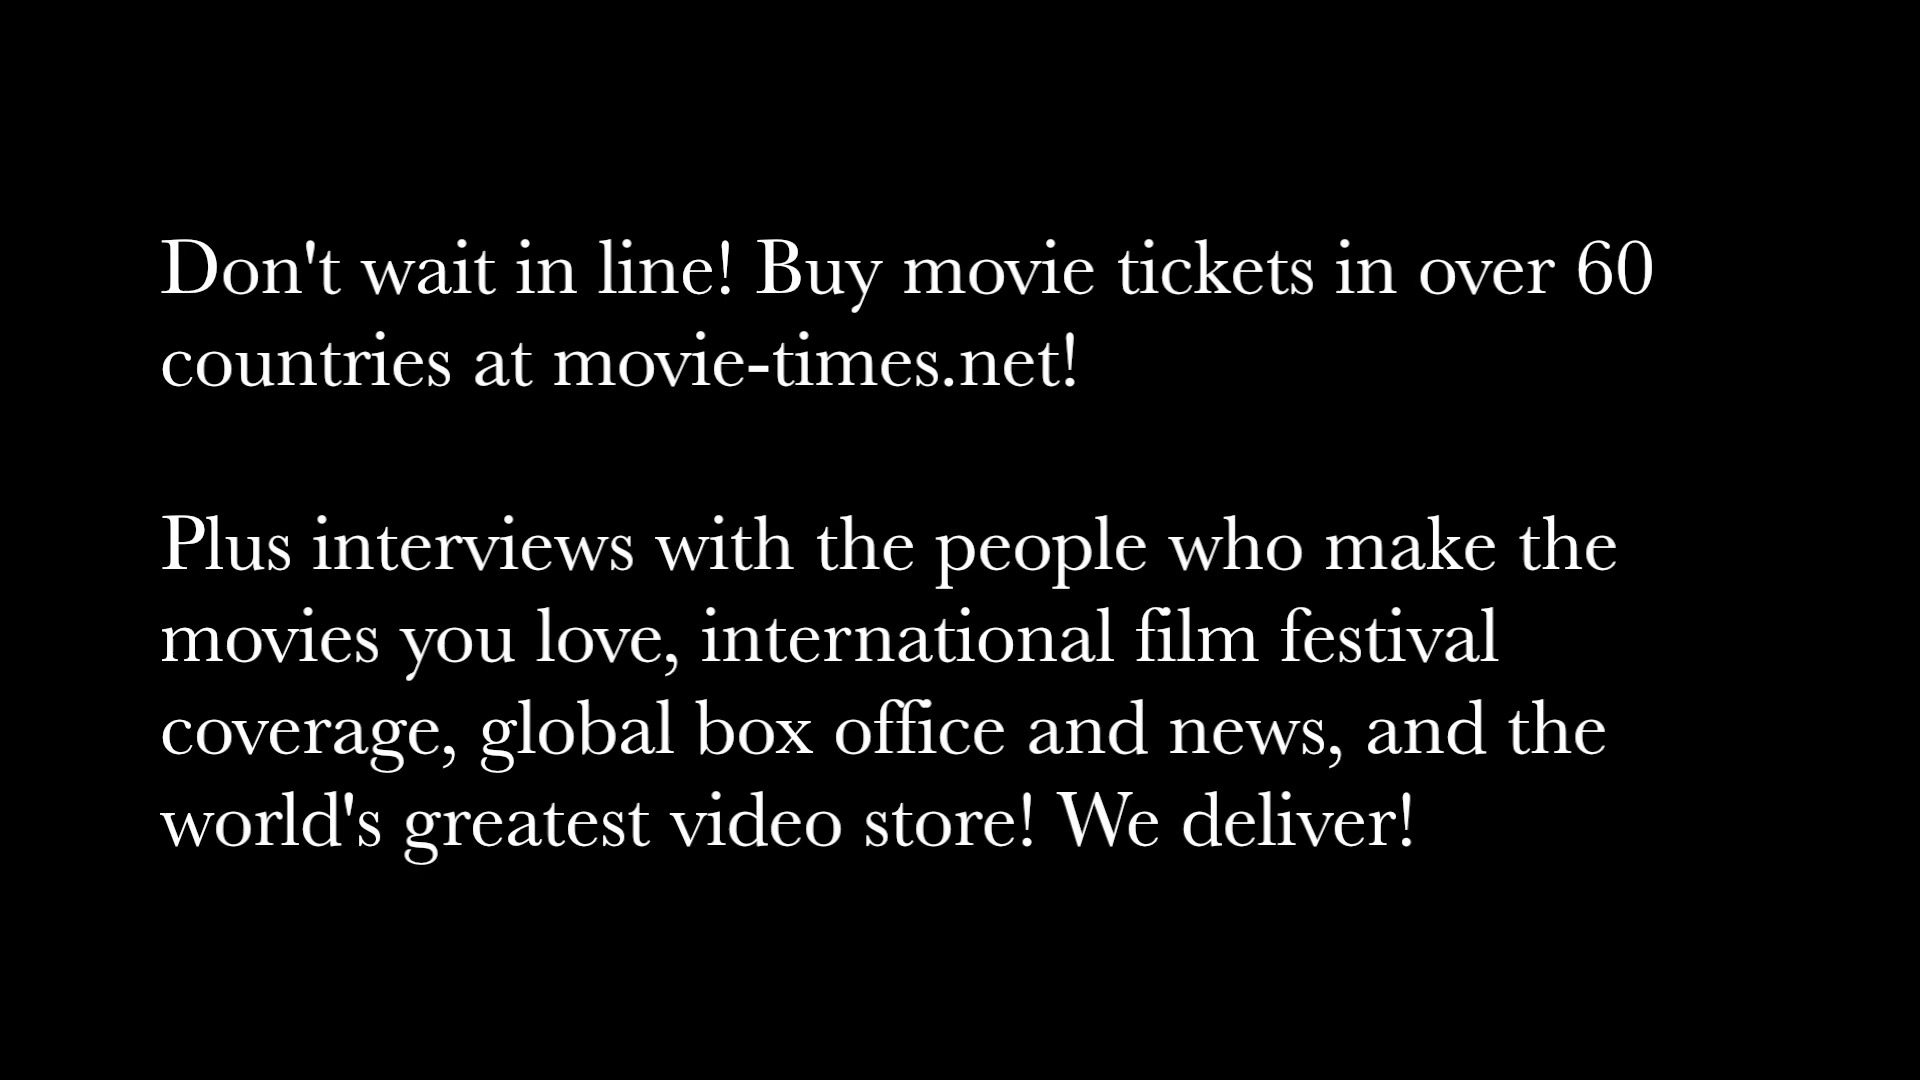 Don't wait in line! Buy movie tickets in over 60
countries at movie-times.net!
Plus interviews with the people who make the
movies you love, international film festival
coverage, global box office and news, and the
world's greatest video store! We deliver!